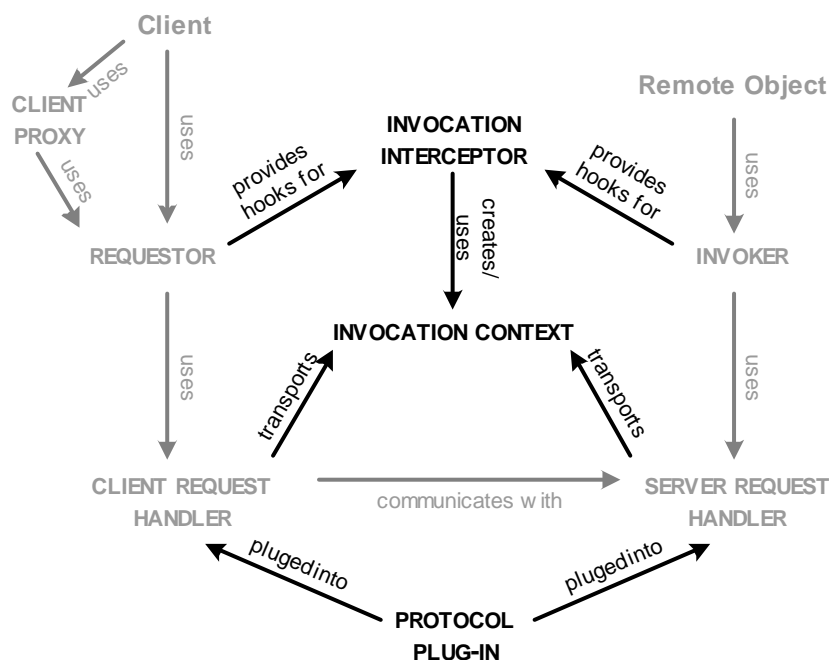 Client
uses
CLIENT
PROXY
uses
uses
Remote Object
INVOCATION
INTERCEPTOR
provides
hooks for
provides
hooks for
uses
creates/
uses
REQUESTOR
INVOKER
INVOCATION CONTEXT
uses
transports
transports
uses
CLIENT REQUEST
HANDLER
communicates with
SERVER REQUEST
HANDLER
plugedinto
plugedinto
PROTOCOL
PLUG-IN